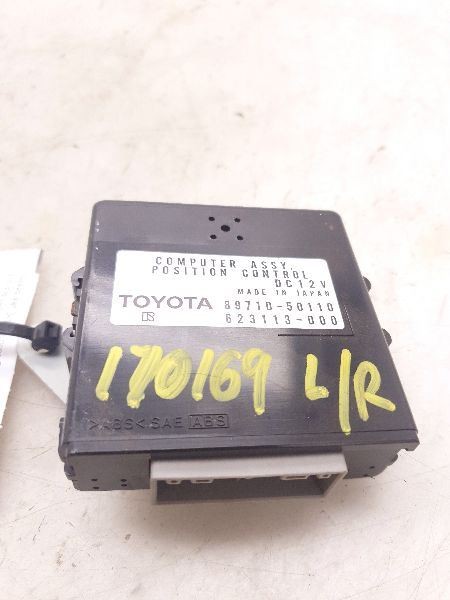 COMPUTER ASSY,
POSITION CONTROL
DC12V
MADE IN JAPAN
TOYOTA 89710-50110
R 623113-000
170169 L/R
>ABS< SAE ABS